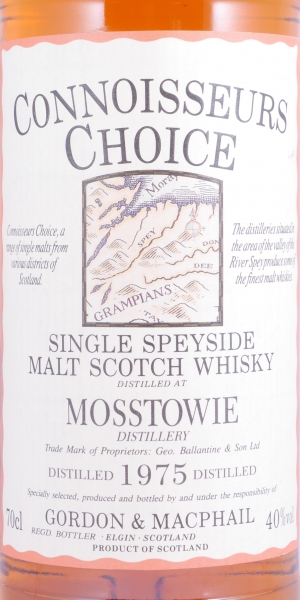 CONNOISSEURS
CHOICE
Moray
SPEY
DON
DEE
GRAMPIANS
TAY
Connoisseurs Choice, a
range of single malts from
various districts of
Scotland.
The distilleries situated in
the area of the valley of the
River Spey produce some of
the finest malt whiskies.
SINGLE SPEYSIDE
MALT SCOTCH WHISKY
DISTILLED AT
MOSSTOWIE
DISTILLERY
Trade Mark of Proprietors: Geo. Ballantine & Son Ltd
DISTILLED 1975 DISTILLED
Specially selected, produced and bottled by and under the responsibility of
70cl GORDON & MACPHAIL 40%vol
REGD. BOTTLER · ELGIN · SCOTLAND
PRODUCT OF SCOTLAND